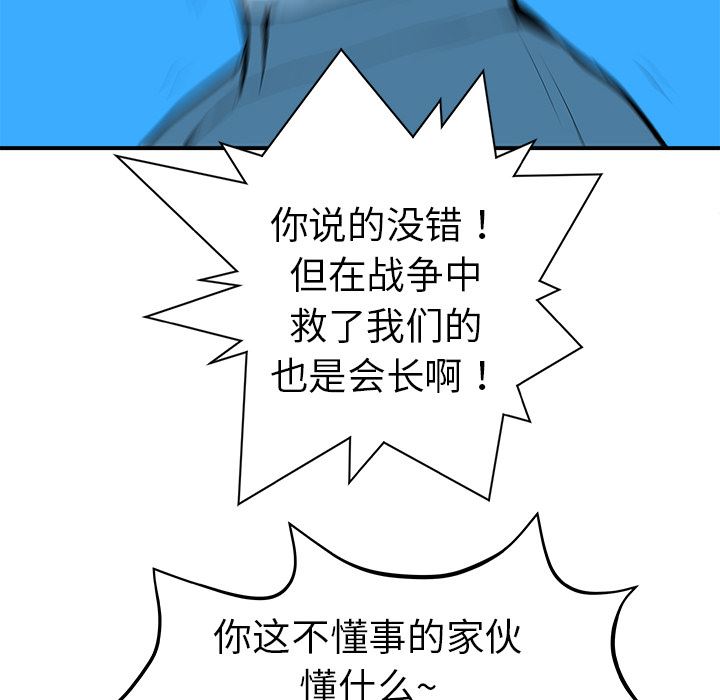 你说的没错！
但在战争中
救了我们的
也是会长啊！
你这不懂事的家伙
懂什么~